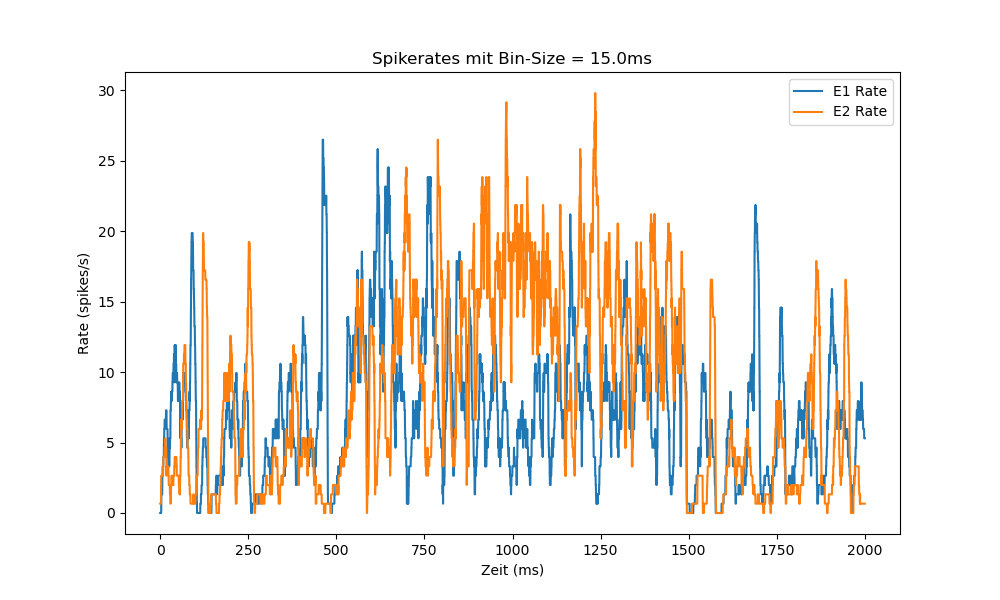 Spikerates mit Bin-Size = 15.0ms
E1 Rate
E2 Rate
Rate (spikes/s)
30
25
20
15
10
5
0
0 250 500 750 1000 1250 1500 1750 2000
Zeit (ms)